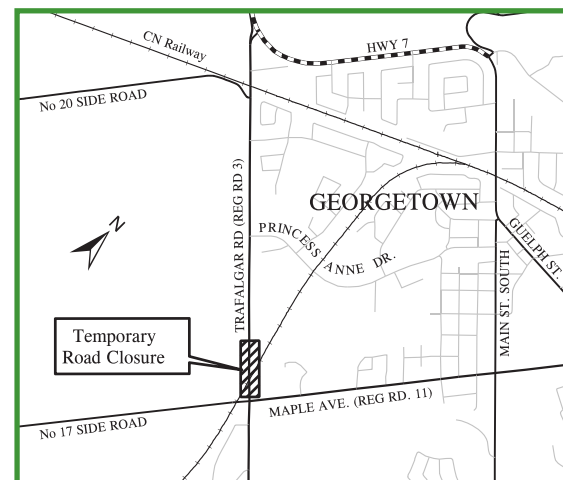 CN Railway
HWY 7
No 20 SIDE ROAD
TRAFALGAR RD (REG RD 3)
GEORGETOWN
PRINCESS ANNE DR.
GUELPH ST.
N
MAIN ST. SOUTH
Temporary
Road Closure
MAPLE AVE. (REG RD. 11)
No 17 SIDE ROAD